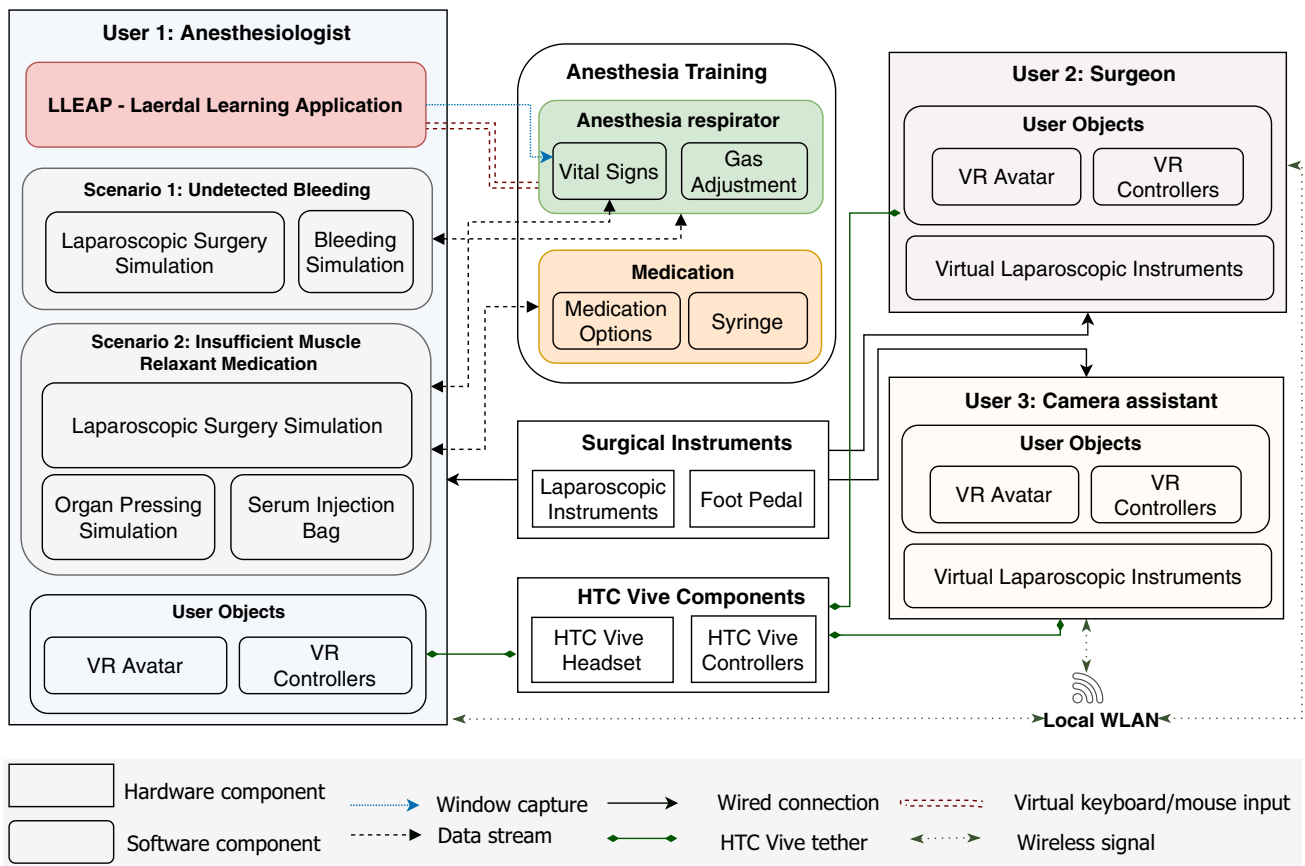 User 1: Anesthesiologist
LLEAP - Laerdal Learning Application
Scenario 1: Undetected Bleeding
Laparoscopic Surgery
Simulation
Bleeding
Simulation
Scenario 2: Insufficient Muscle
Relaxant Medication
Laparoscopic Surgery Simulation
Organ Pressing
Simulation
Serum Injection
Bag
User Objects
VR Avatar
VR
Controllers
Anesthesia Training
Anesthesia respirator
Vital Signs
Gas
Adjustment
Medication
Medication
Options
Syringe
Surgical Instruments
Laparoscopic
Instruments
Foot Pedal
HTC Vive Components
HTC Vive
Headset
HTC Vive
Controllers
User 2: Surgeon
User Objects
VR Avatar
VR
Controllers
Virtual Laparoscopic Instruments
User 3: Camera assistant
User Objects
VR Avatar
VR
Controllers
Virtual Laparoscopic Instruments
Local WLAN
Hardware component
Software component
Window capture
Data stream
Wired connection
HTC Vive tether
Virtual keyboard/mouse input
Wireless signal